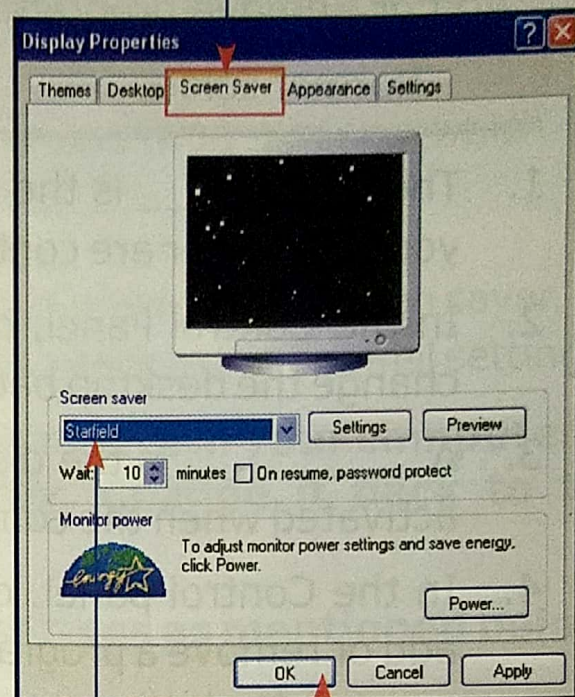 Display Properties
Themes Desktop Screen Saver Appearance Settings
Screen saver
Starfield Settings Preview
Wait: 10 minutes On resume, password protect
Monitor power
To adjust monitor power settings and save energy,
click Power.
energy
Power...
OK Cancel Apply